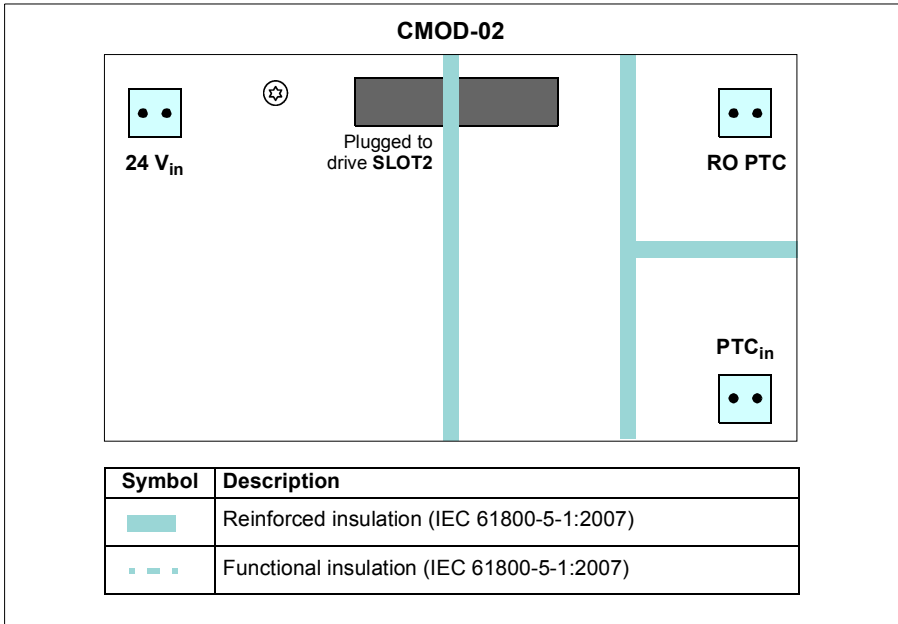 CMOD-02
24 Vin
Plugged to
drive SLOT2
RO PTC
PTCin
Symbol Description
Reinforced insulation (IEC 61800-5-1:2007)
Functional insulation (IEC 61800-5-1:2007)